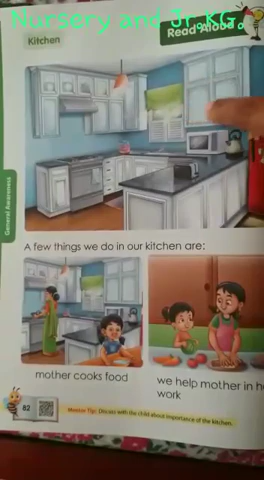 Nursery and Jr.KG.
Kitchen
Read Aloud
General Awareness
A few things we do in our kitchen are:
mother cooks food
we help mother in h
work
82
Mentor Tip: Discuss with the child about importance of the kitchen.